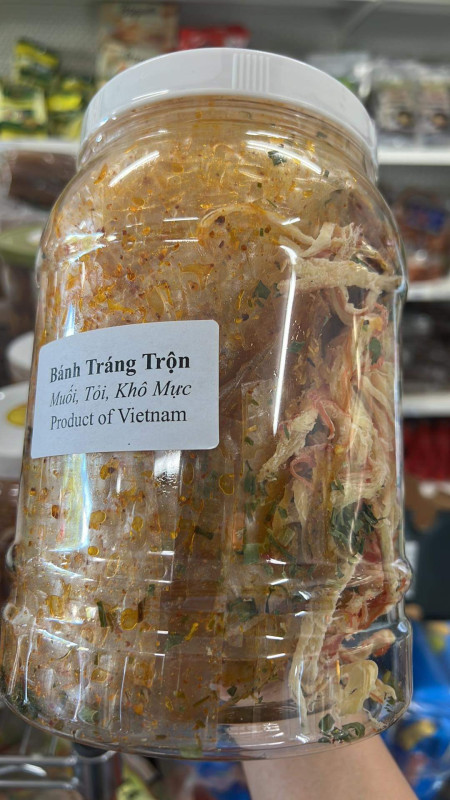 Bánh Tráng Trộn
Muối, Tỏi, Khô Mực
Product of Vietnam